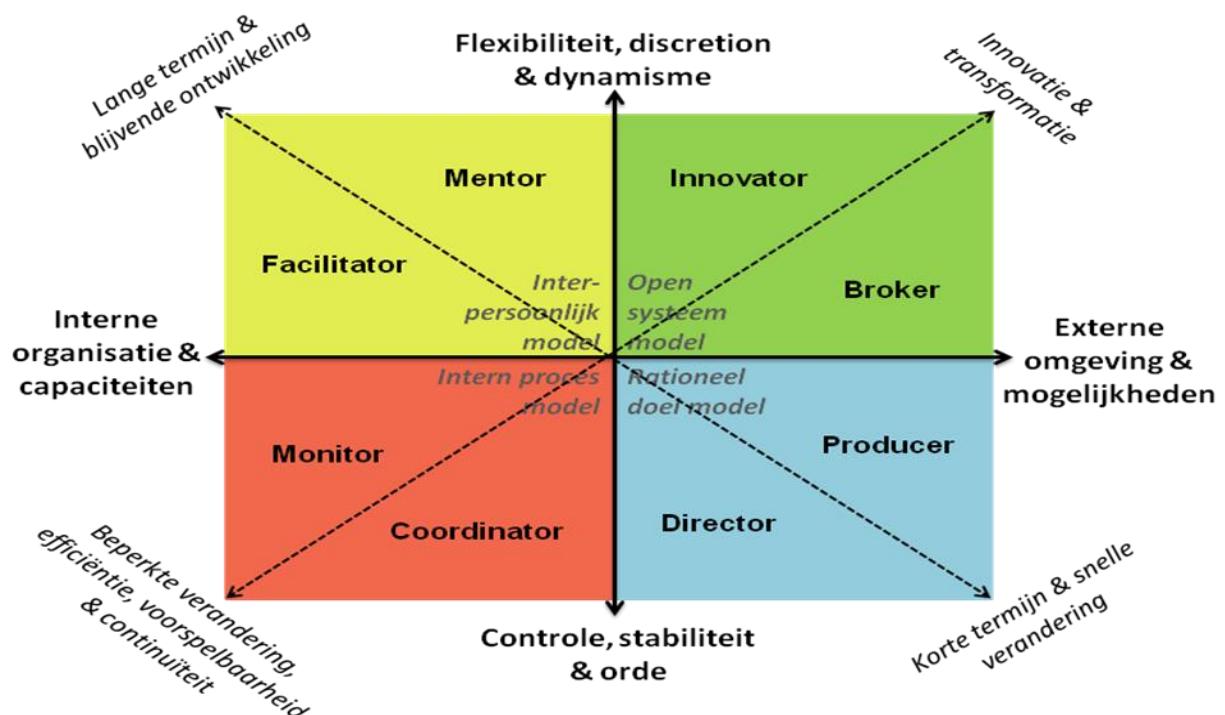 Lange termijn &
blijvende ontwikkeling
Flexibiliteit, discretion
& dynamisme
Innovatie &
transformatie
Mentor
Innovator
Facilitator
Broker
Inter-
persoonlijk
model
Open
systeem
model
Interne
organisatie &
capaciteiten
Externe
omgeving &
mogelijkheden
Intern proces
model
Rationeel
doel model
Monitor
Producer
Coordinator
Director
Beperkte verandering,
efficiëntie, voorspelbaarheid
& continuïteit
Controle, stabiliteit
& orde
Korte termijn & snelle
verandering